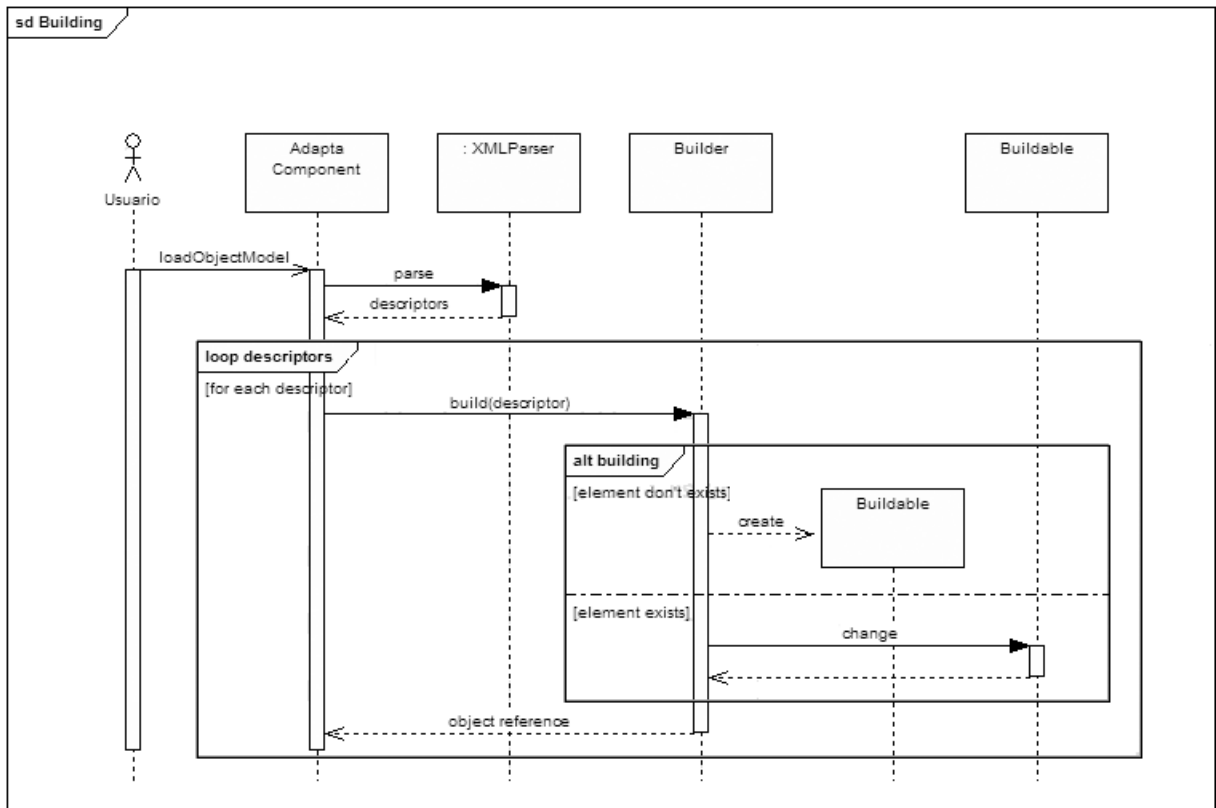 sd Building
Adapta
Component
: XMLParser
Builder
Buildable
Usuario
loadObjectModel
parse
descriptors
loop descriptors
[for each descriptor]
build(descriptor)
alt building
[element don't exists]
Buildable
create
[element exists]
change
object reference